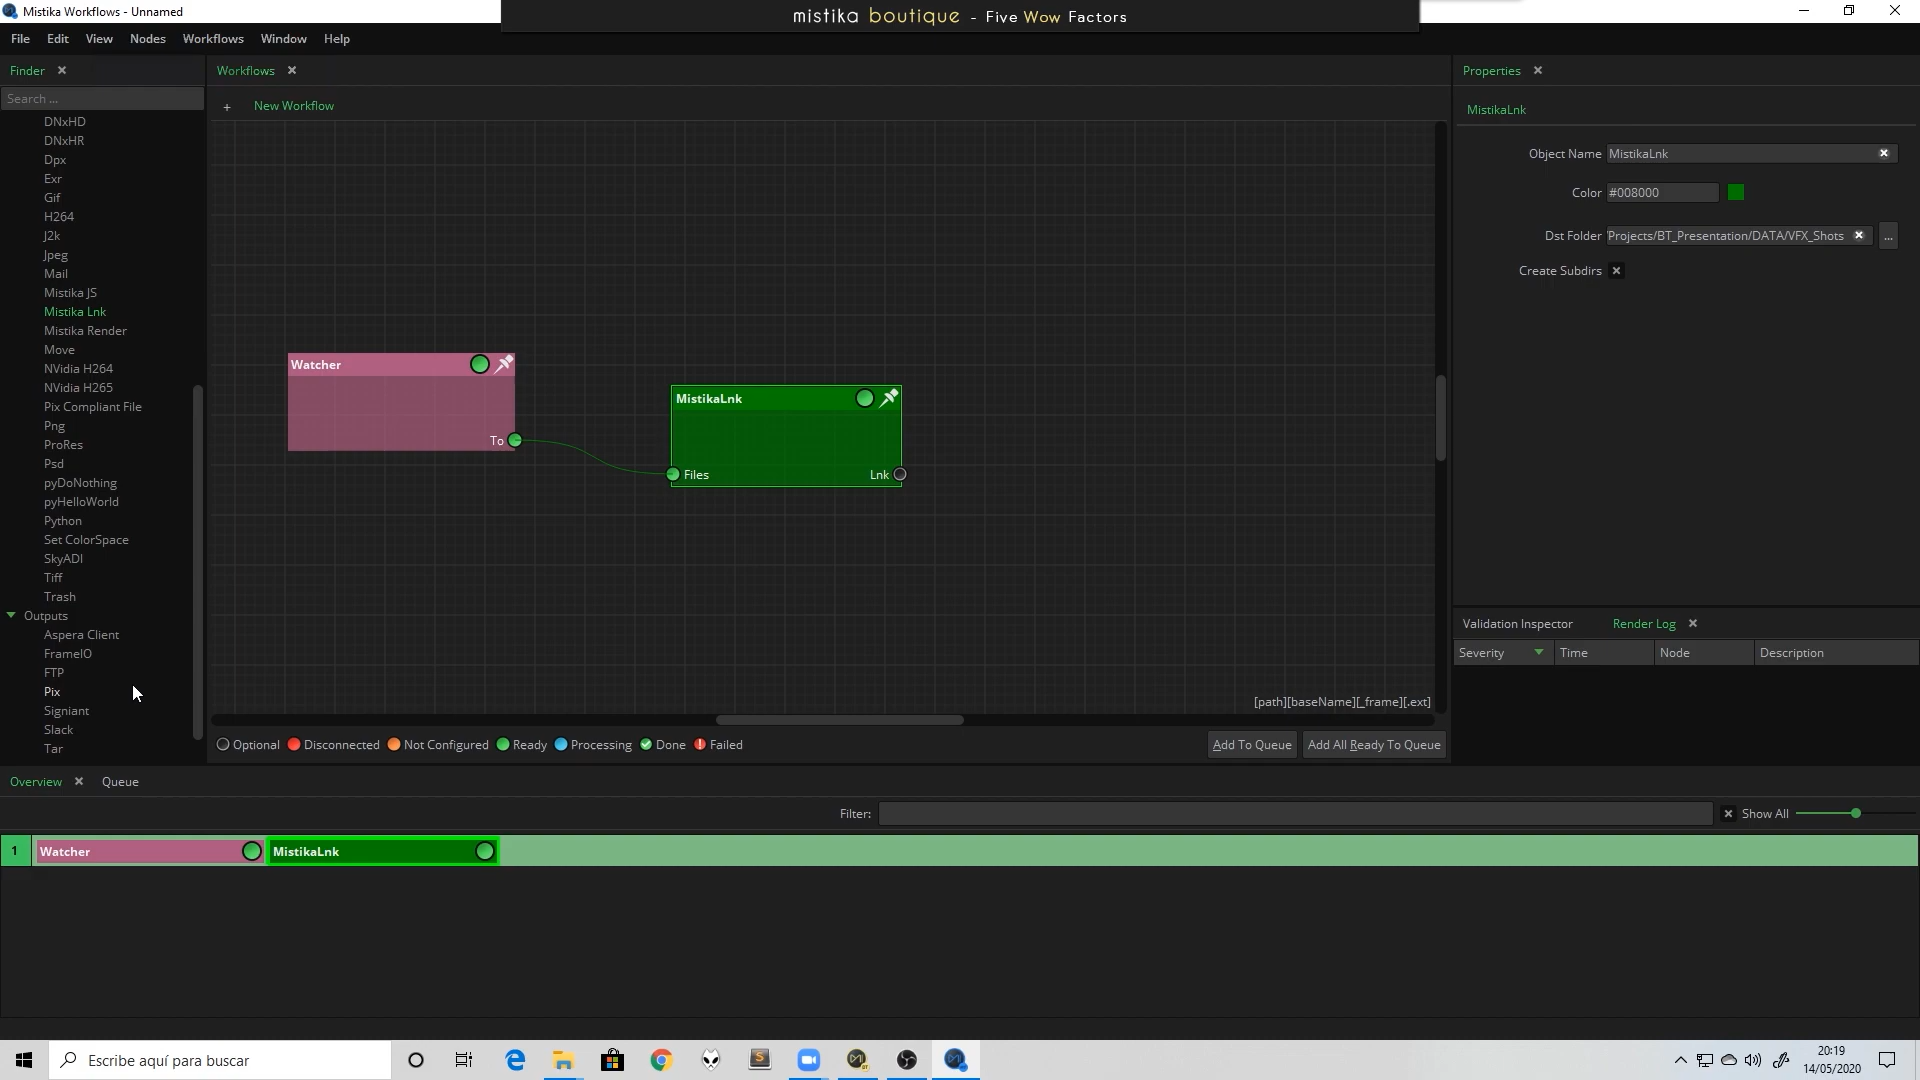 Mistika Workflows - Unnamed
mistika boutique - Five Wow Factors
File Edit View Nodes Workflows Window Help
Finder
Search ...
DNxHD
DNxHR
Dpx
Exr
Gif
H264
J2k
Jpeg
Mail
Mistika JS
Mistika Lnk
Mistika Render
Move
NVidia H264
NVidia H265
Pix Compliant File
Png
ProRes
Psd
pyDoNothing
pyHelloWorld
Python
Set ColorSpace
SkyADI
Tiff
Trash
Outputs
Aspera Client
FrameIO
FTP
Pix
Signiant
Slack
Tar
Workflows
+ New Workflow
Watcher
To
MistikaLnk
Files Lnk
[path][baseName][_frame][.ext]
Optional Disconnected Not Configured Ready Processing Done Failed
Add To Queue Add All Ready To Queue
Properties
MistikaLnk
Object Name MistikaLnk
Color #008000
Dst Folder Projects/BT_Presentation/DATA/VFX_Shots ...
Create Subdirs
Validation Inspector Render Log
Severity Time Node Description
Overview Queue
Filter: Show All
1 Watcher MistikaLnk
Escribe aquí para buscar
20:19
14/05/2020